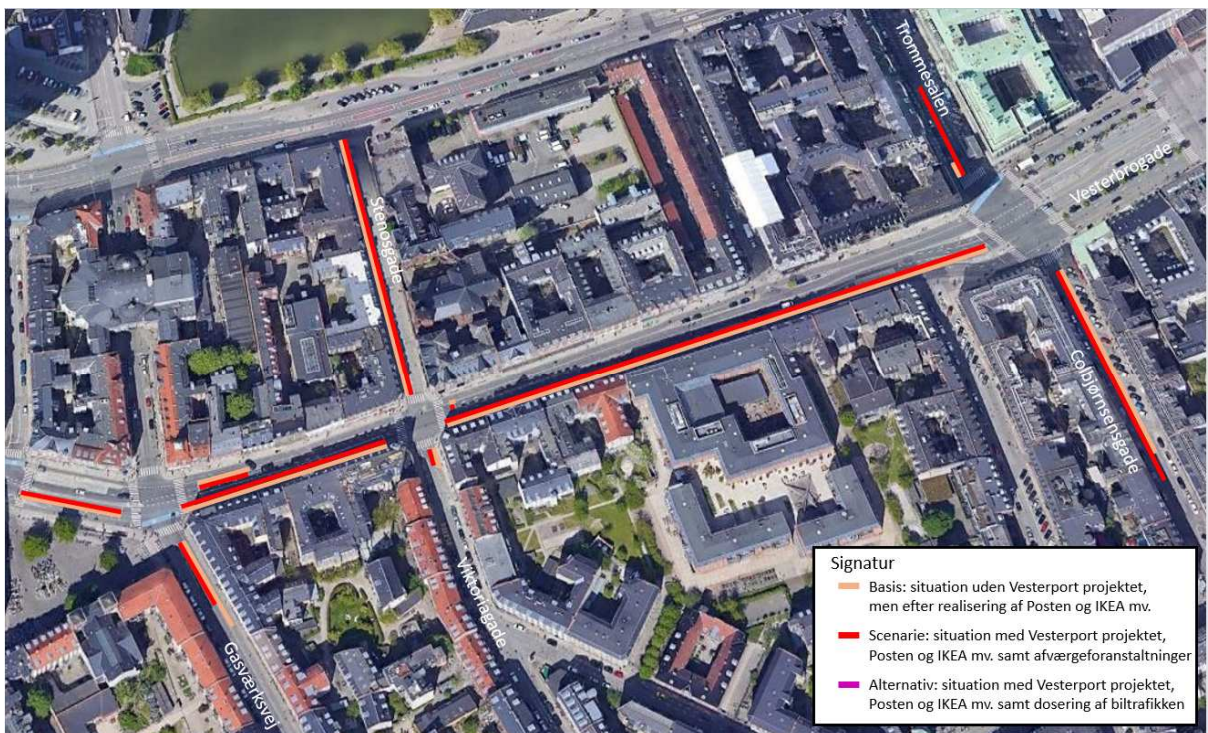 Trommesalen
Vesterbrogade
Stenosgade
Colbjørnsensgade
Viktoriagade
Gasværksvej
Signatur
Basis: situation uden Vesterport projektet,
men efter realisering af Posten og IKEA mv.
Scenarie: situation med Vesterport projektet,
Posten og IKEA mv. samt afværgeforanstaltninger
Alternativ: situation med Vesterport projektet,
Posten og IKEA mv. samt dosering af biltrafikken